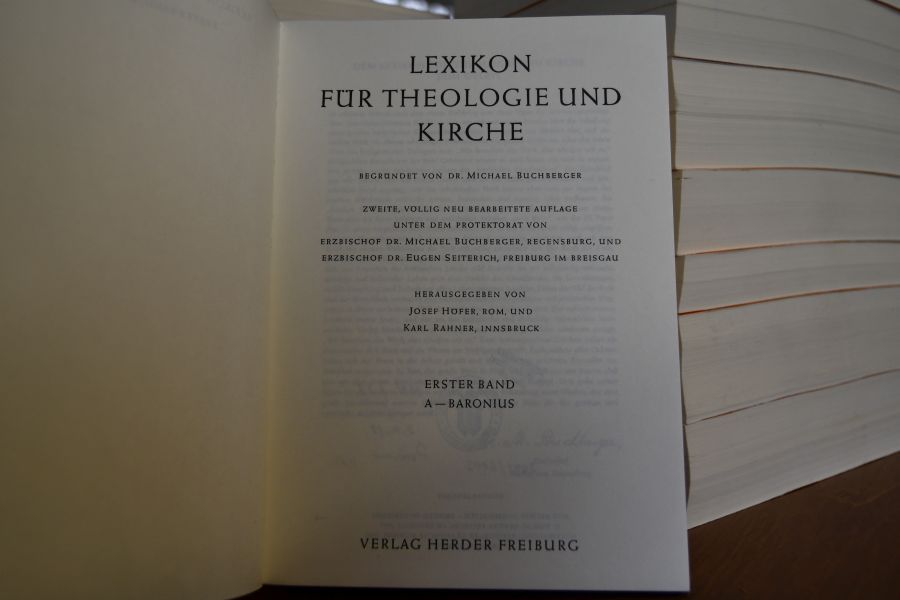 LEXIKON
FÜR THEOLOGIE UND
KIRCHE
BEGRÜNDET VON DR. MICHAEL BUCHBERGER
ZWEITE, VÖLLIG NEU BEARBEITETE AUFLAGE
UNTER DEM PROTEKTORAT VON
ERZBISCHOF DR. MICHAEL BUCHBERGER, REGENSBURG, UND
ERZBISCHOF DR. EUGEN SEITERICH, FREIBURG IM BREISGAU
HERAUSGEGEBEN VON
JOSEF HÖFER, ROM, UND
KARL RAHNER, INNSBRUCK
ERSTER BAND
A—BARONIUS
VERLAG HERDER FREIBURG